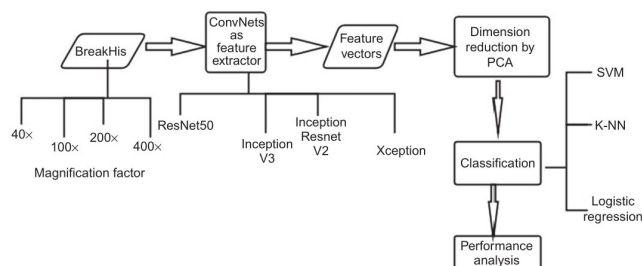 BreakHis
ConvNets
as
feature
extractor
Feature
vectors
Dimension
reduction by
PCA
40×
100×
200×
400×
Magnification factor
ResNet50
Inception
V3
Inception
Resnet
V2
Xception
Classification
SVM
K-NN
Logistic
regression
Performance
analysis